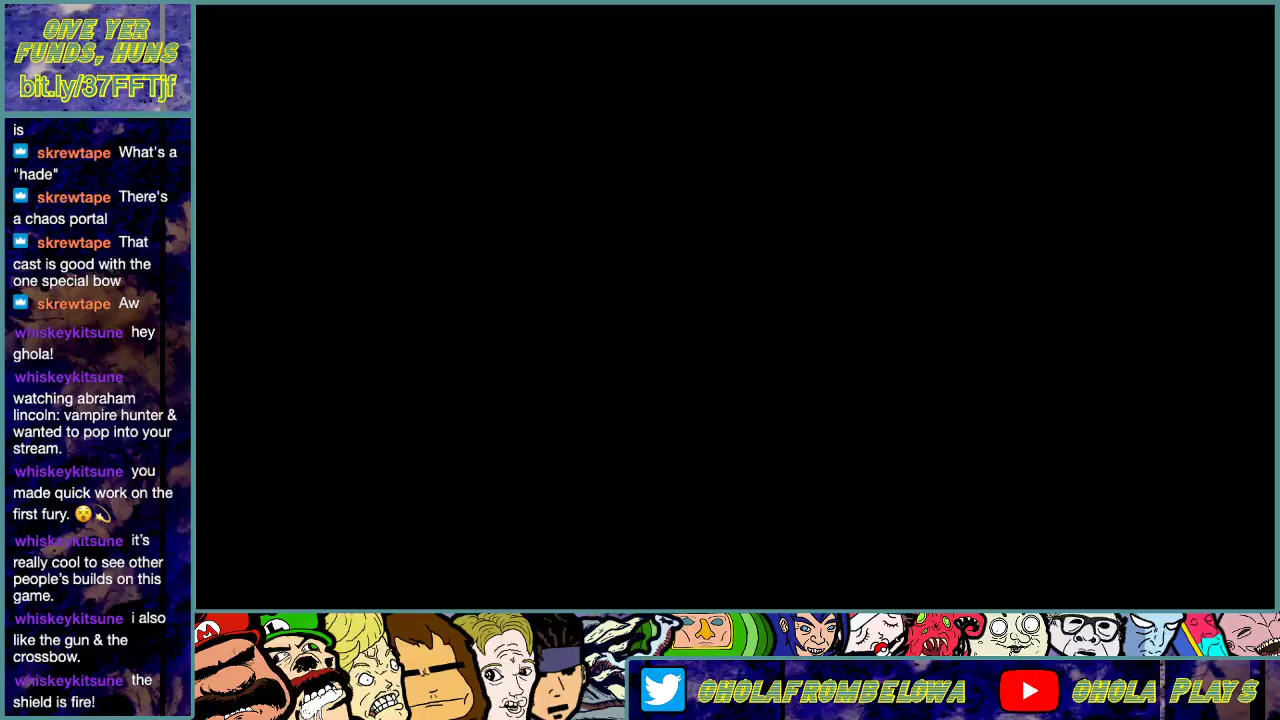 GIVE YER
FUNDS, HUNS
bit.ly/37FFTjf
is
skrewtape What's a
"hade"
skrewtape There's
a chaos portal
skrewtape That
cast is good with the
one special bow
skrewtape Aw
whiskeykitsune hey
ghola!
whiskeykitsune
watching abraham
lincoln: vampire hunter &
wanted to pop into your
stream.
whiskeykitsune you
made quick work on the
first fury. 😵💫
whiskeykitsune it’s
really cool to see other
people’s builds on this
game.
whiskeykitsune i also
like the gun & the
crossbow.
whiskeykitsune the
shield is fire!
M
L
GHOLAFROMBELOWA
GHOLA PLAYS